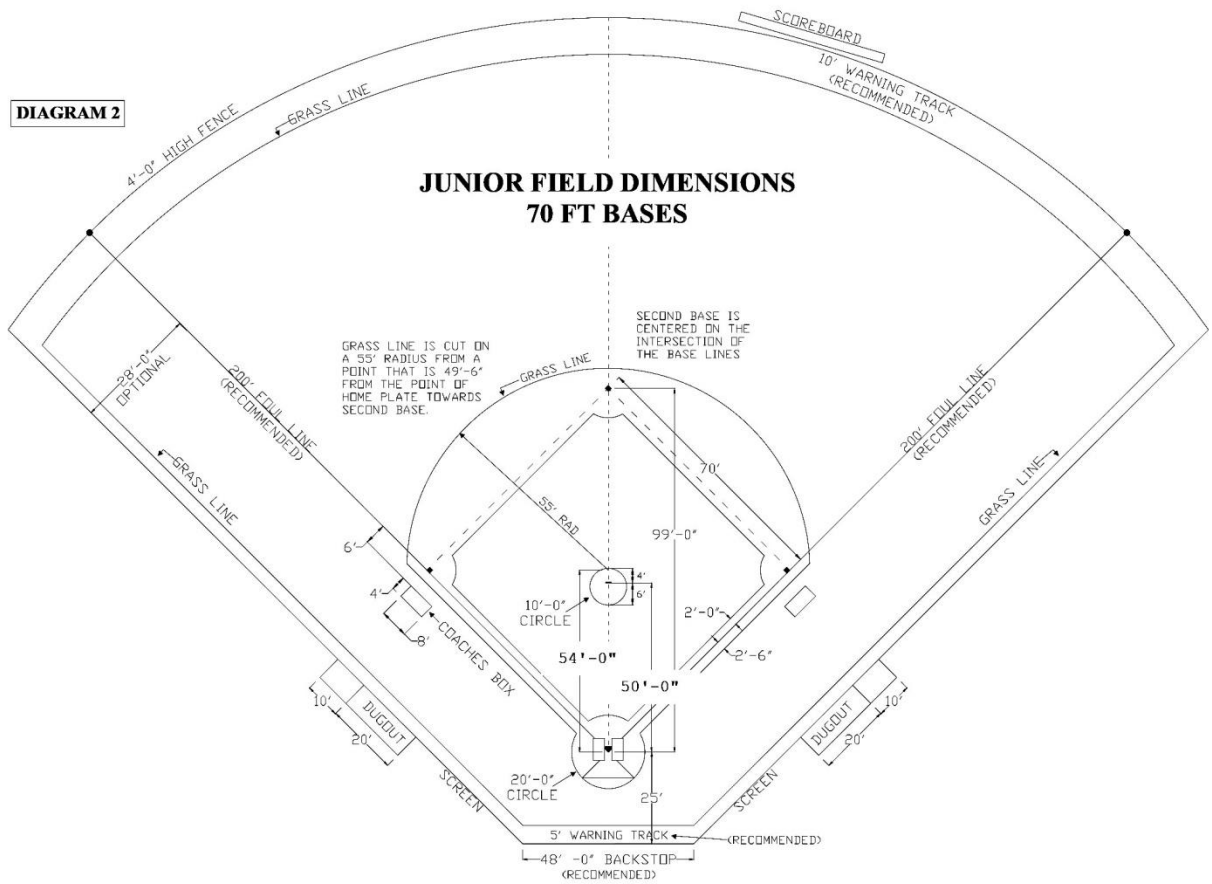 SCOREBOARD
10' WARNING TRACK
(RECOMMENDED)
DIAGRAM 2
GRASS LINE
4'-0" HIGH FENCE
JUNIOR FIELD DIMENSIONS
70 FT BASES
SECOND BASE IS
CENTERED ON THE
INTERSECTION OF
THE BASE LINES
GRASS LINE IS CUT ON
A 55' RADIUS FROM A
POINT THAT IS 49'-6"
FROM THE POINT OF
HOME PLATE TOWARDS
SECOND BASE.
GRASS LINE
28'-0"
OPTIONAL
200' FOUL LINE
(RECOMMENDED)
200' FOUL LINE
(RECOMMENDED)
GRASS LINE
GRASS LINE
70'
55' RAD
99'-0"
6'
4'
8'
COACHES BOX
4'
6'
10'-0"
CIRCLE
2'-0"
2'-6"
54'-0"
50'-0"
10'
DUGOUT
20'
10'
DUGOUT
20'
SCREEN
SCREEN
20'-0"
CIRCLE
25'
5' WARNING TRACK
(RECOMMENDED)
48' -0" BACKSTOP
(RECOMMENDED)